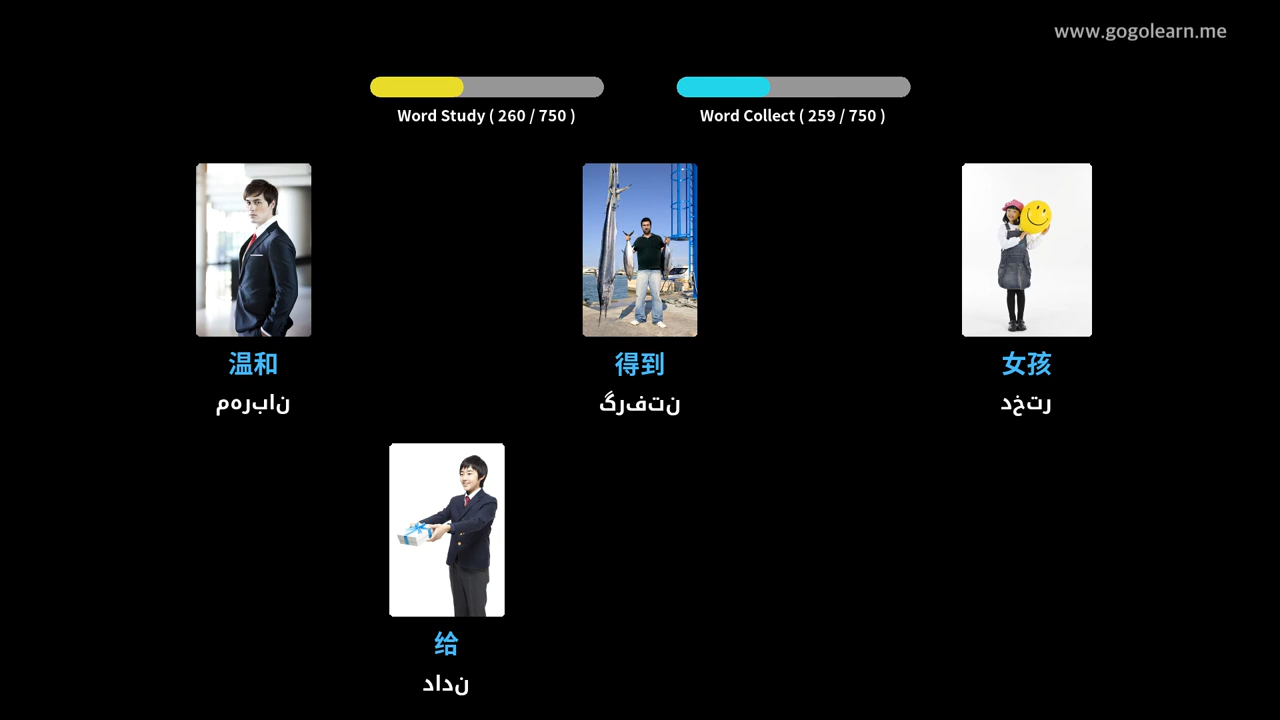 www.gogolearn.me
Word Study ( 260 / 750 )
Word Collect ( 259 / 750 )
温和
得到
女孩
نابرهم
نتفرگ
رتخد
给
نداد